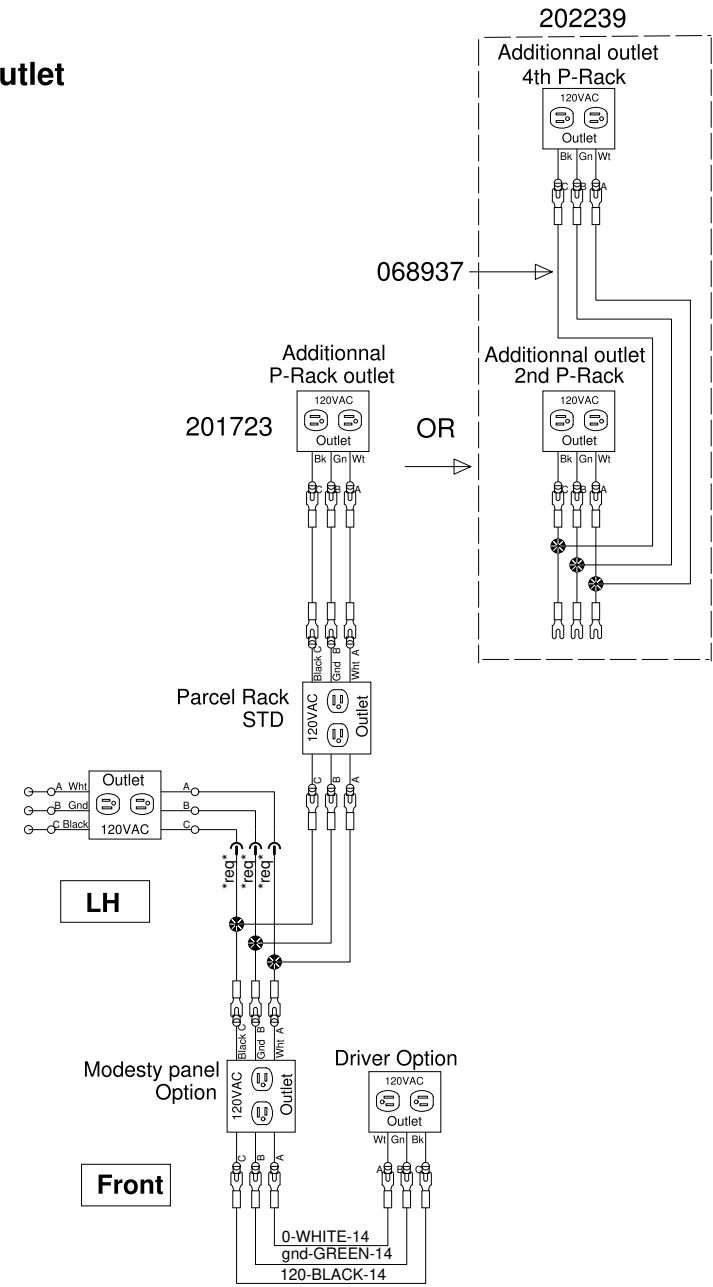 202239
utlet
Additionnal outlet
4th P-Rack
120VAC
Outlet
Bk Gn Wt
C B A
068937
Additionnal
P-Rack outlet
201723
120VAC
Outlet
Bk Gn Wt
C B A
OR
Additionnal outlet
2nd P-Rack
120VAC
Outlet
Bk Gn Wt
C B A
Black C
Gnd B
Wht A
Parcel Rack
STD
120VAC
Outlet
C B A
A Wht
B Gnd
C Black
Outlet
120VAC
A
B
C
*req*
*req*
*req*
LH
Black C
Gnd B
Wht A
Modesty panel
Option
120VAC
Outlet
C B A
Driver Option
120VAC
Outlet
Wt Gn Bk
A B C
Front
0-WHITE-14
gnd-GREEN-14
120-BLACK-14